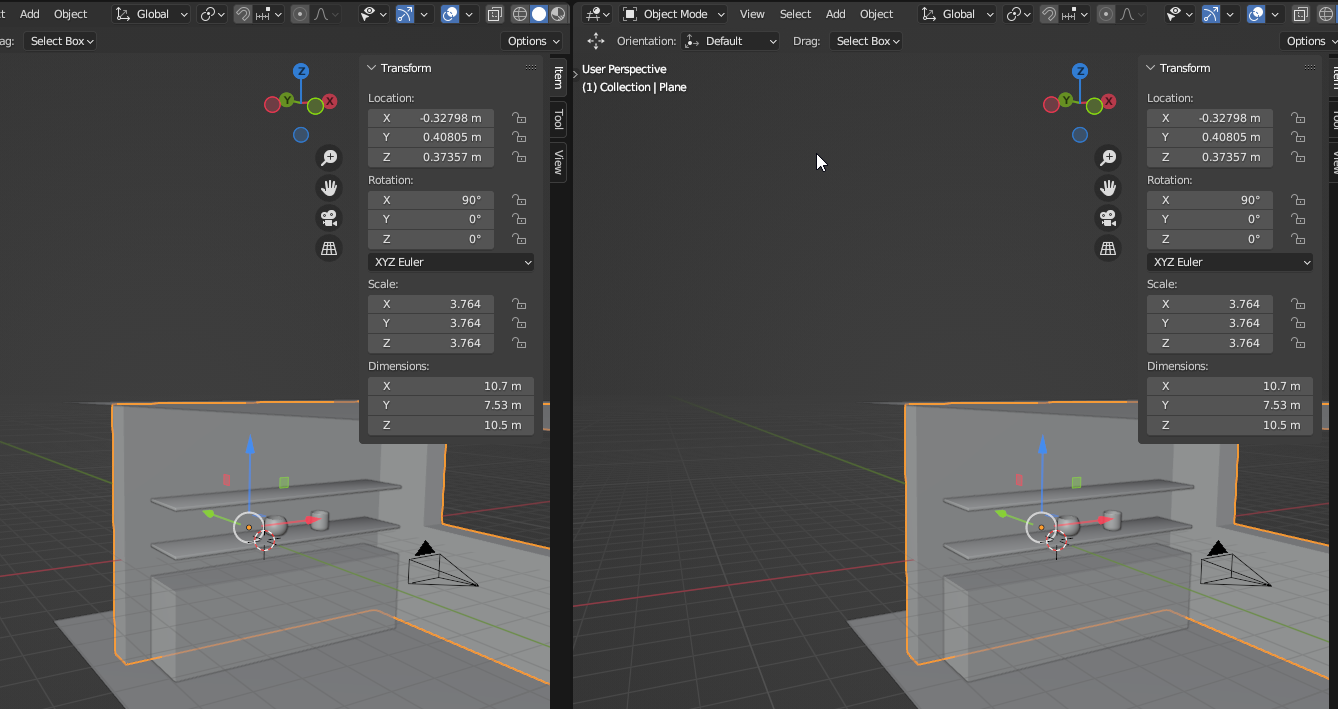 Add Object Global
Drag: Select Box Options
Z
Y X
Transform
Location:
X -0.32798 m
Y 0.40805 m
Z 0.37357 m
Rotation:
X 90°
Y 0°
Z 0°
XYZ Euler
Scale:
X 3.764
Y 3.764
Z 3.764
Dimensions:
X 10.7 m
Y 7.53 m
Z 10.5 m
Item
Tool
View
Object Mode View Select Add Object Global
Orientation: Default Drag: Select Box Options
User Perspective
(1) Collection | Plane
Z
Y X
Transform
Location:
X -0.32798 m
Y 0.40805 m
Z 0.37357 m
Rotation:
X 90°
Y 0°
Z 0°
XYZ Euler
Scale:
X 3.764
Y 3.764
Z 3.764
Dimensions:
X 10.7 m
Y 7.53 m
Z 10.5 m